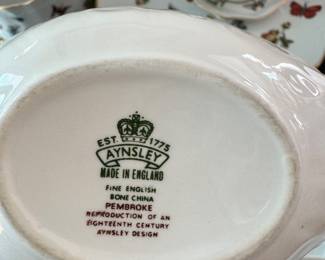 EST. 1775
AYNSLEY
MADE IN ENGLAND
FINE ENGLISH
BONE CHINA
PEMBROKE
REPRODUCTION OF AN
EIGHTEENTH CENTURY
AYNSLEY DESIGN